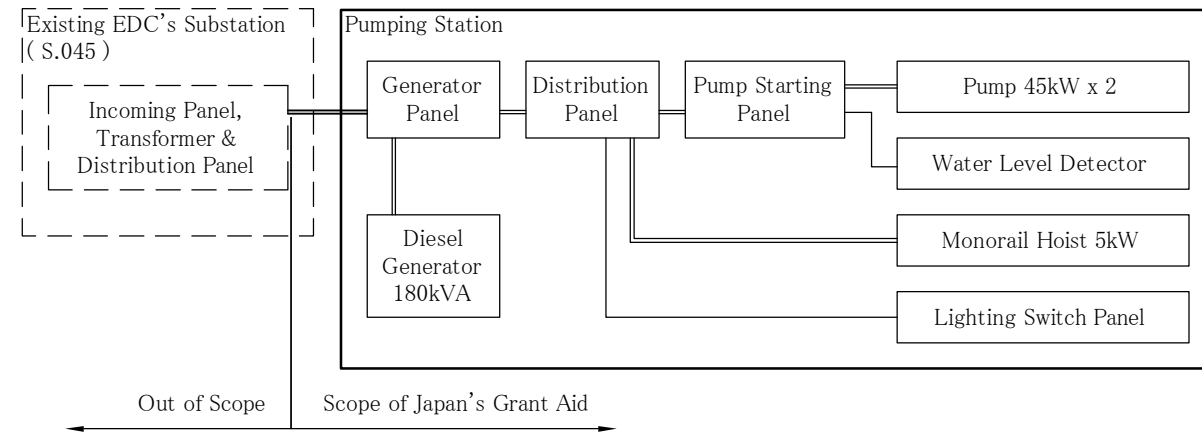 Existing EDC's Substation
( S.045 )
Incoming Panel,
Transformer &
Distribution Panel
Pumping Station
Generator
Panel
Distribution
Panel
Pump Starting
Panel
Pump 45kW x 2
Water Level Detector
Diesel
Generator
180kVA
Monorail Hoist 5kW
Lighting Switch Panel
Out of Scope
Scope of Japan's Grant Aid